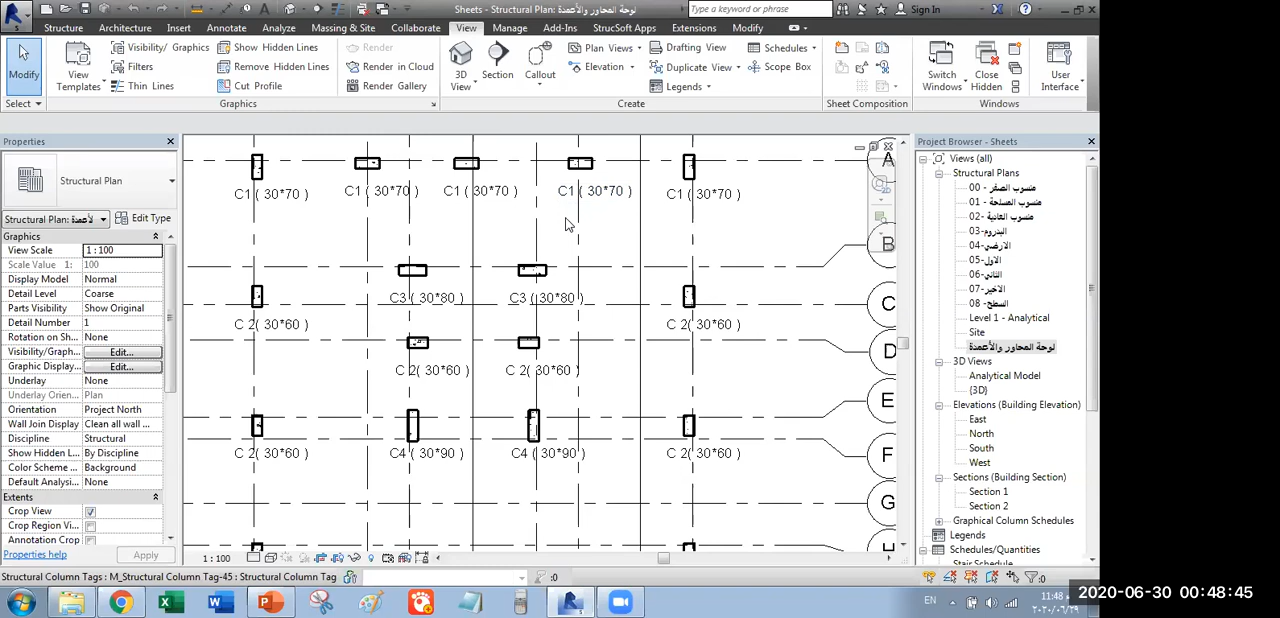 Sheets - Structural Plan: لوحة المحاور والأعمدة
Type a keyword or phrase
Sign In
Structure Architecture Insert Annotate Analyze Massing & Site Collaborate View Manage Add-Ins StrucSoft Apps Extensions Modify
Modify
Select
View Templates
Visibility/ Graphics
Filters
Thin Lines
Show Hidden Lines
Remove Hidden Lines
Cut Profile
Graphics
Render
Render in Cloud
Render Gallery
3D View
Section
Callout
Plan Views
Elevation
Drafting View
Duplicate View
Legends
Schedules
Scope Box
Create
Sheet Composition
Switch Windows
Close Hidden
User Interface
Windows
Properties
Structural Plan
Edit Type
Graphics
View Scale 1 : 100
Scale Value 1: 100
Display Model Normal
Detail Level Coarse
Parts Visibility Show Original
Detail Number 1
Rotation on Sh... None
Visibility/Graph... Edit...
Graphic Display... Edit...
Underlay None
Underlay Orien... Plan
Orientation Project North
Wall Join Display Clean all wall ...
Discipline Structural
Show Hidden L... By Discipline
Color Scheme ... Background
Default Analysi... None
Extents
Crop View
Crop Region Vi...
Annotation Crop
Properties help
Apply
C1 ( 30*70 ) C1 ( 30*70 ) C1 ( 30*70 ) C1 ( 30*70 ) C1 ( 30*70 )
C3 ( 30*80 ) C3 ( 30*80 )
C 2( 30*60 ) C 2( 30*60 )
C 2( 30*60 ) C 2( 30*60 )
C 2( 30*60 ) C4 ( 30*90 ) C4 ( 30*90 ) C 2( 30*60 )
A
B
C
D
E
F
G
H
Project Browser - Sheets
Views (all)
Structural Plans
00 - منسوب الصفر
01 - منسوب المسلحة
02- منسوب العادية
03-البدروم
04-الارضي
05-الاول
06-الثاني
07-الاخير
08-السطح
Level 1 - Analytical
Site
لوحة المحاور والأعمدة
3D Views
Analytical Model
{3D}
Elevations (Building Elevation)
East
North
South
West
Sections (Building Section)
Section 1
Section 2
Graphical Column Schedules
Legends
Schedules/Quantities
1 : 100
Structural Column Tags : M_Structural Column Tag-45 : Structural Column Tag
:0
:0
EN
11:48
٢٠٢٠/٠٦/٢٩
2020-06-30 00:48:45